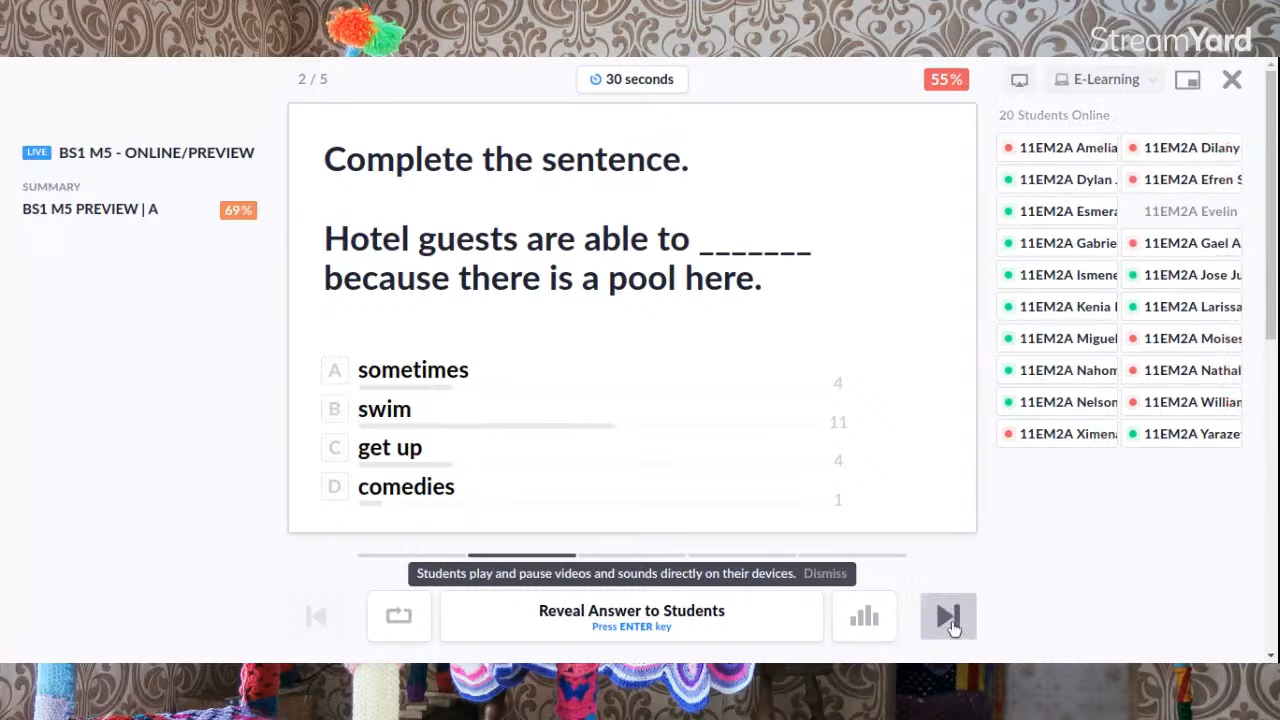 StreamYard
2 / 5
30 seconds
55%
E-Learning
LIVE BS1 M5 - ONLINE/PREVIEW
SUMMARY
BS1 M5 PREVIEW | A
69%
Complete the sentence.
Hotel guests are able to _______
because there is a pool here.
A sometimes
4
B swim
11
C get up
4
D comedies
1
Students play and pause videos and sounds directly on their devices. Dismiss
Reveal Answer to Students
Press ENTER key
20 Students Online
11EM2A Amelia
11EM2A Dilany
11EM2A Dylan
11EM2A Efren S
11EM2A Esmera
11EM2A Evelin
11EM2A Gabrie
11EM2A Gael A
11EM2A Ismene
11EM2A Jose Ju
11EM2A Kenia
11EM2A Larissa
11EM2A Miguel
11EM2A Moises
11EM2A Nahom
11EM2A Nathal
11EM2A Nelson
11EM2A William
11EM2A Ximena
11EM2A Yaraze